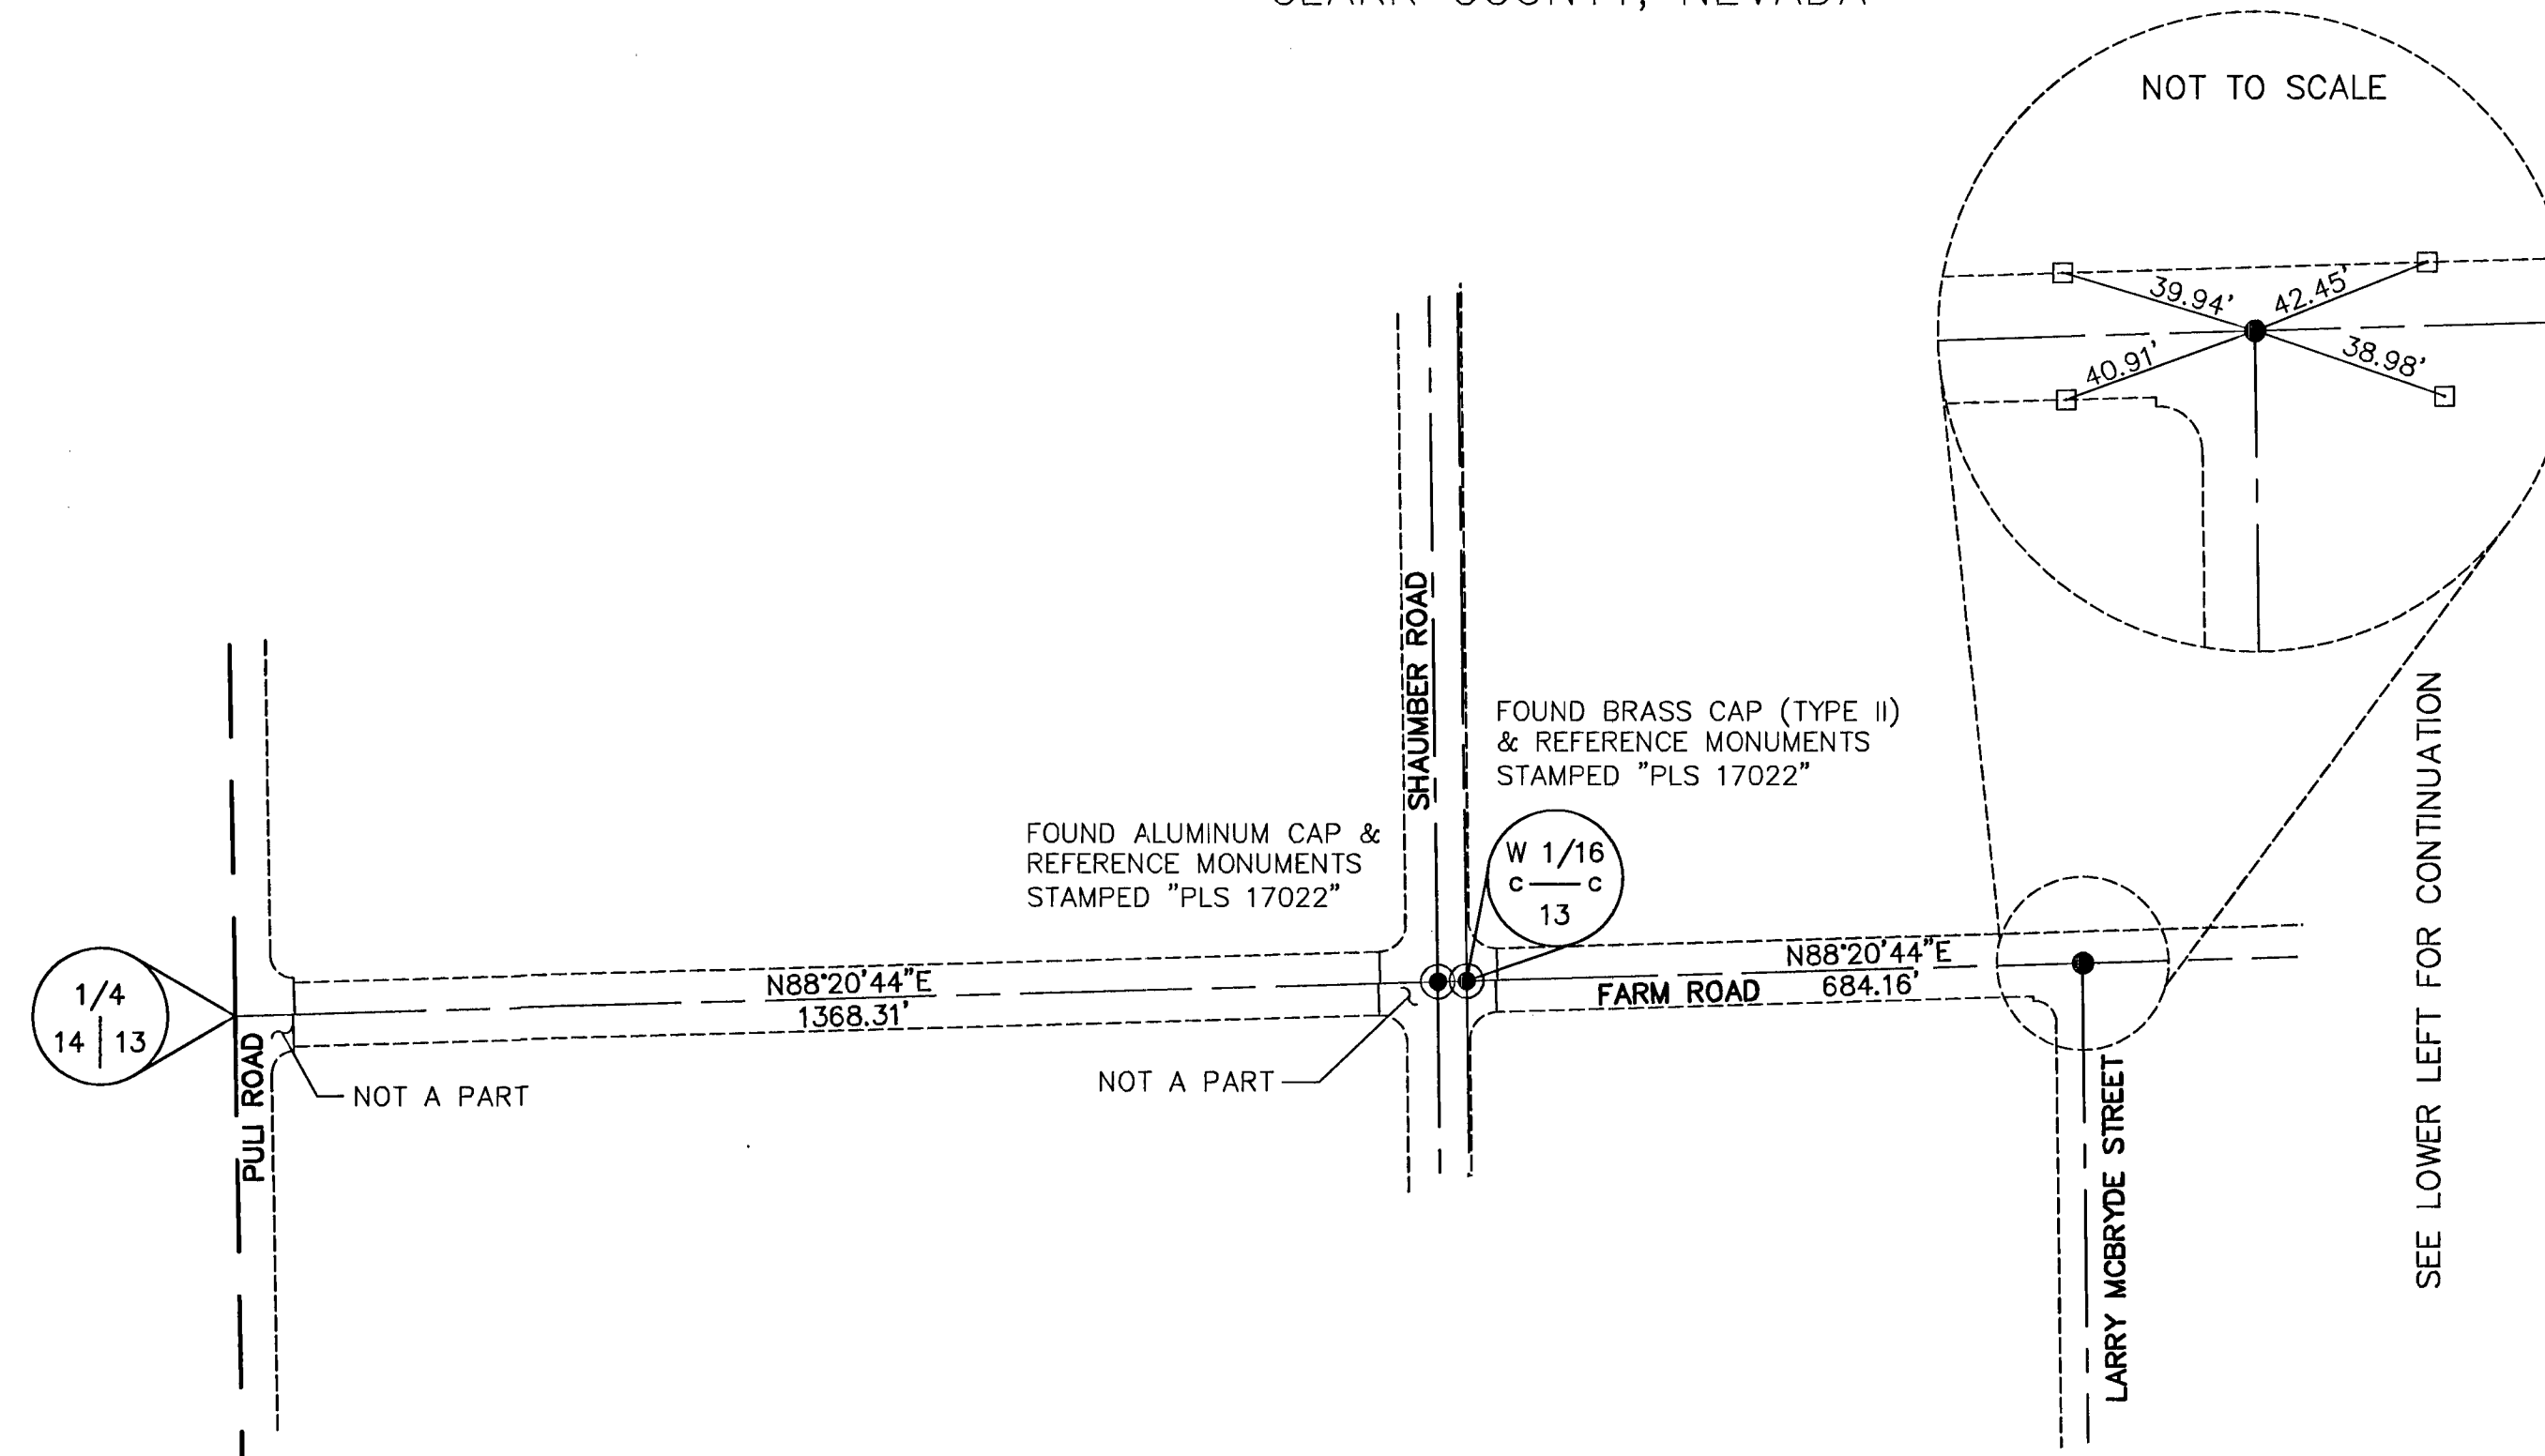 CLARK COUNTY, NEVADA
NOT TO SCALE
39.94'
42.45'
40.91'
38.98'
SHAUMBER ROAD
FOUND BRASS CAP (TYPE II)
& REFERENCE MONUMENTS
STAMPED "PLS 17022"
FOUND ALUMINUM CAP &
REFERENCE MONUMENTS
STAMPED "PLS 17022"
W 1/16
C C
13
1/4
14 13
N88°20'44"E
1368.31'
N88°20'44"E
684.16'
FARM ROAD
PULI ROAD
NOT A PART
NOT A PART
LARRY MCBRYDE STREET
SEE LOWER LEFT FOR CONTINUATION